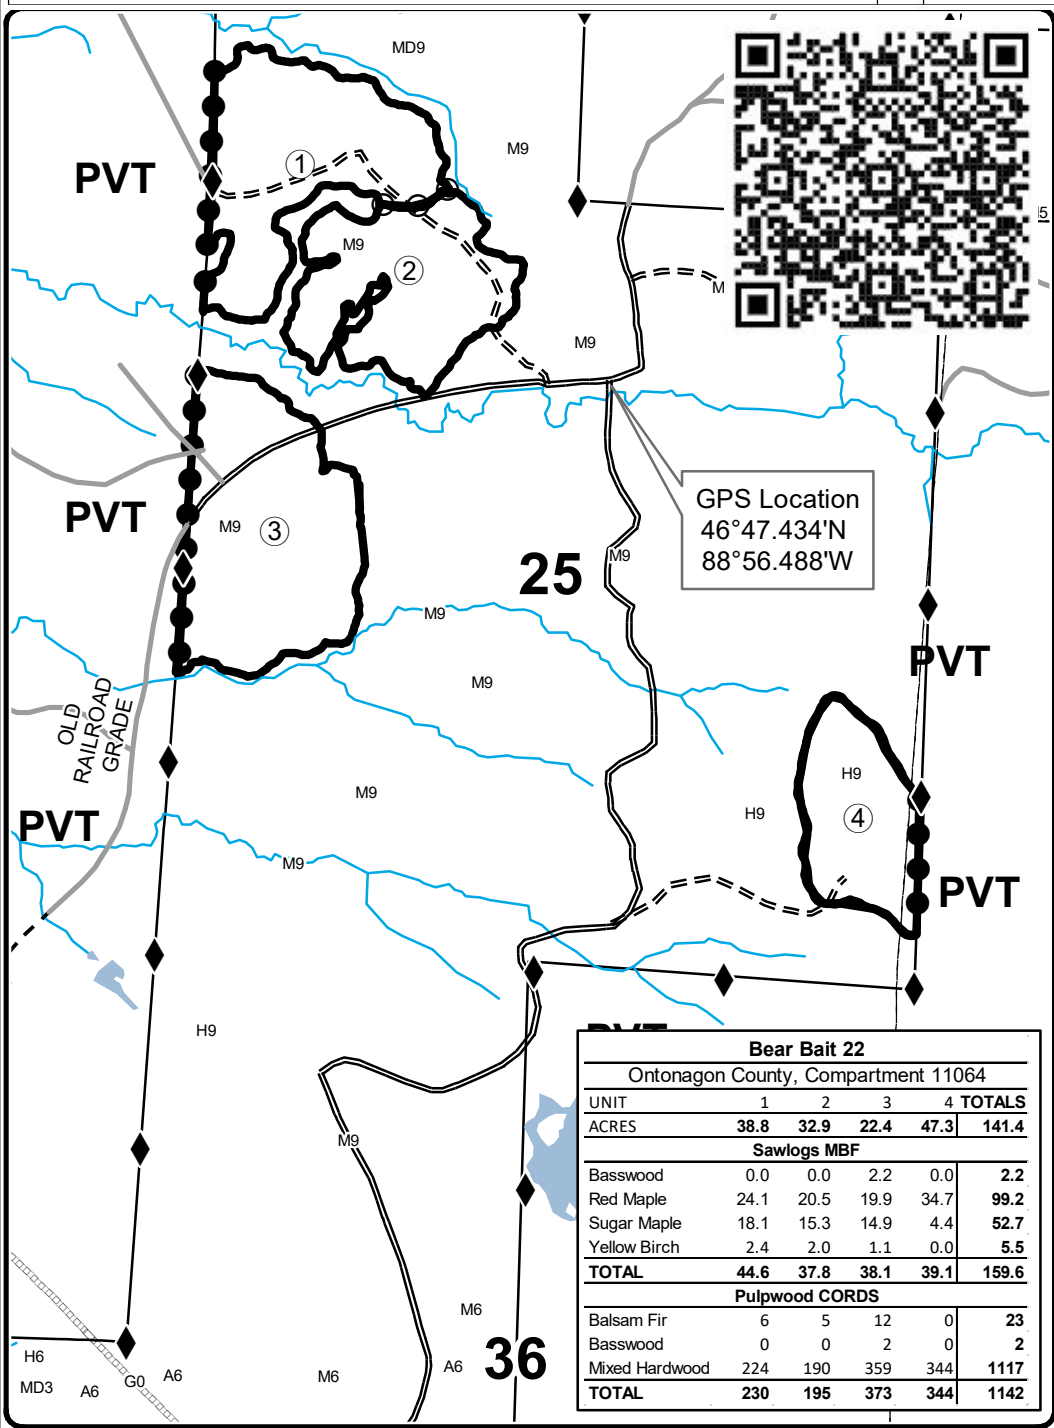 MD9
M9
PVT
1
M9
2
M9
PVT
M9
3
GPS Location
46°47.434'N
88°56.488'W
25
M9
M9
PVT
M9
OLD
RAILROAD
GRADE
H9
M9
H9
4
PVT
M9
PVT
H9
PVT
M9
M6
36
H6
MD3
A6
G0
A6
M6
A6
Bear Bait 22
Ontonagon County, Compartment 11064
UNIT 1 2 3 4 TOTALS
ACRES 38.8 32.9 22.4 47.3 141.4
Sawlogs MBF
Basswood 0.0 0.0 2.2 0.0 2.2
Red Maple 24.1 20.5 19.9 34.7 99.2
Sugar Maple 18.1 15.3 14.9 4.4 52.7
Yellow Birch 2.4 2.0 1.1 0.0 5.5
TOTAL 44.6 37.8 38.1 39.1 159.6
Pulpwood CORDS
Balsam Fir 6 5 12 0 23
Basswood 0 0 2 0 2
Mixed Hardwood 224 190 359 344 1117
TOTAL 230 195 373 344 1142